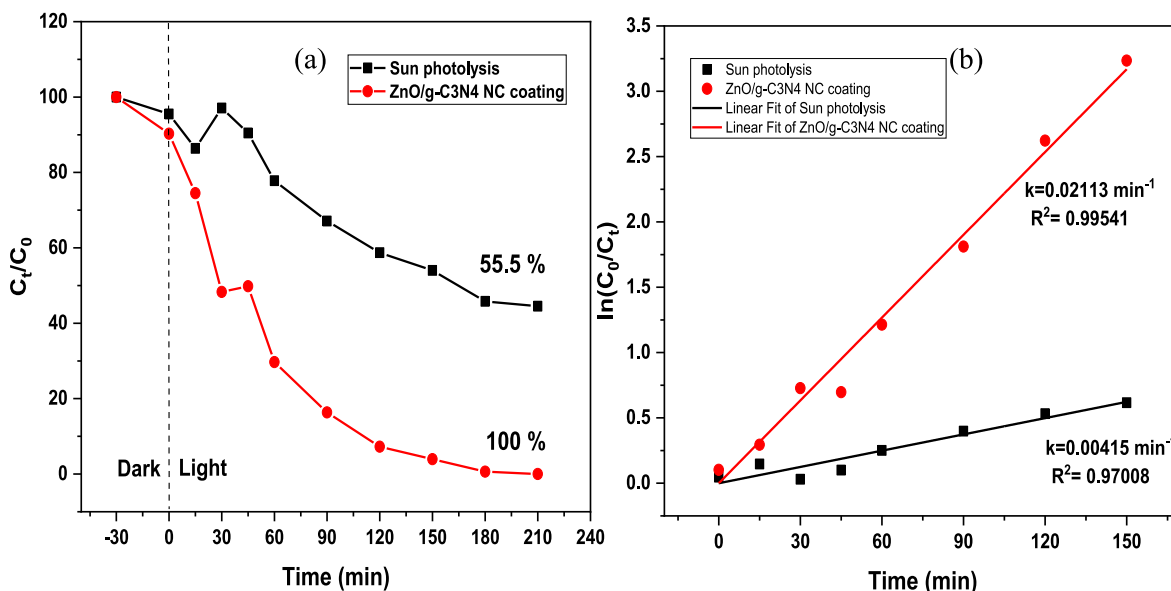 (a)
Sun photolysis
ZnO/g-C3N4 NC coating
120
100
80
60
40
20
0
Cₜ/C₀
55.5 %
100 %
Dark
Light
-30 0 30 60 90 120 150 180 210 240
Time (min)
(b)
Sun photolysis
ZnO/g-C3N4 NC coating
Linear Fit of Sun photolysis
Linear Fit of ZnO/g-C3N4 NC coating
3.5
3.0
2.5
2.0
1.5
1.0
0.5
0.0
ln(C₀/Cₜ)
k=0.02113 min⁻¹
R²= 0.99541
k=0.00415 min⁻¹
R²= 0.97008
0 30 60 90 120 150
Time (min)